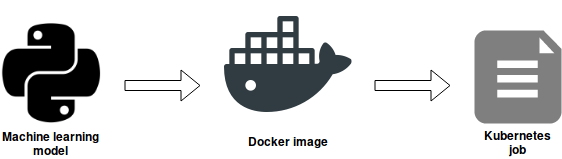 Machine learning
model
Docker image
Kubernetes
job